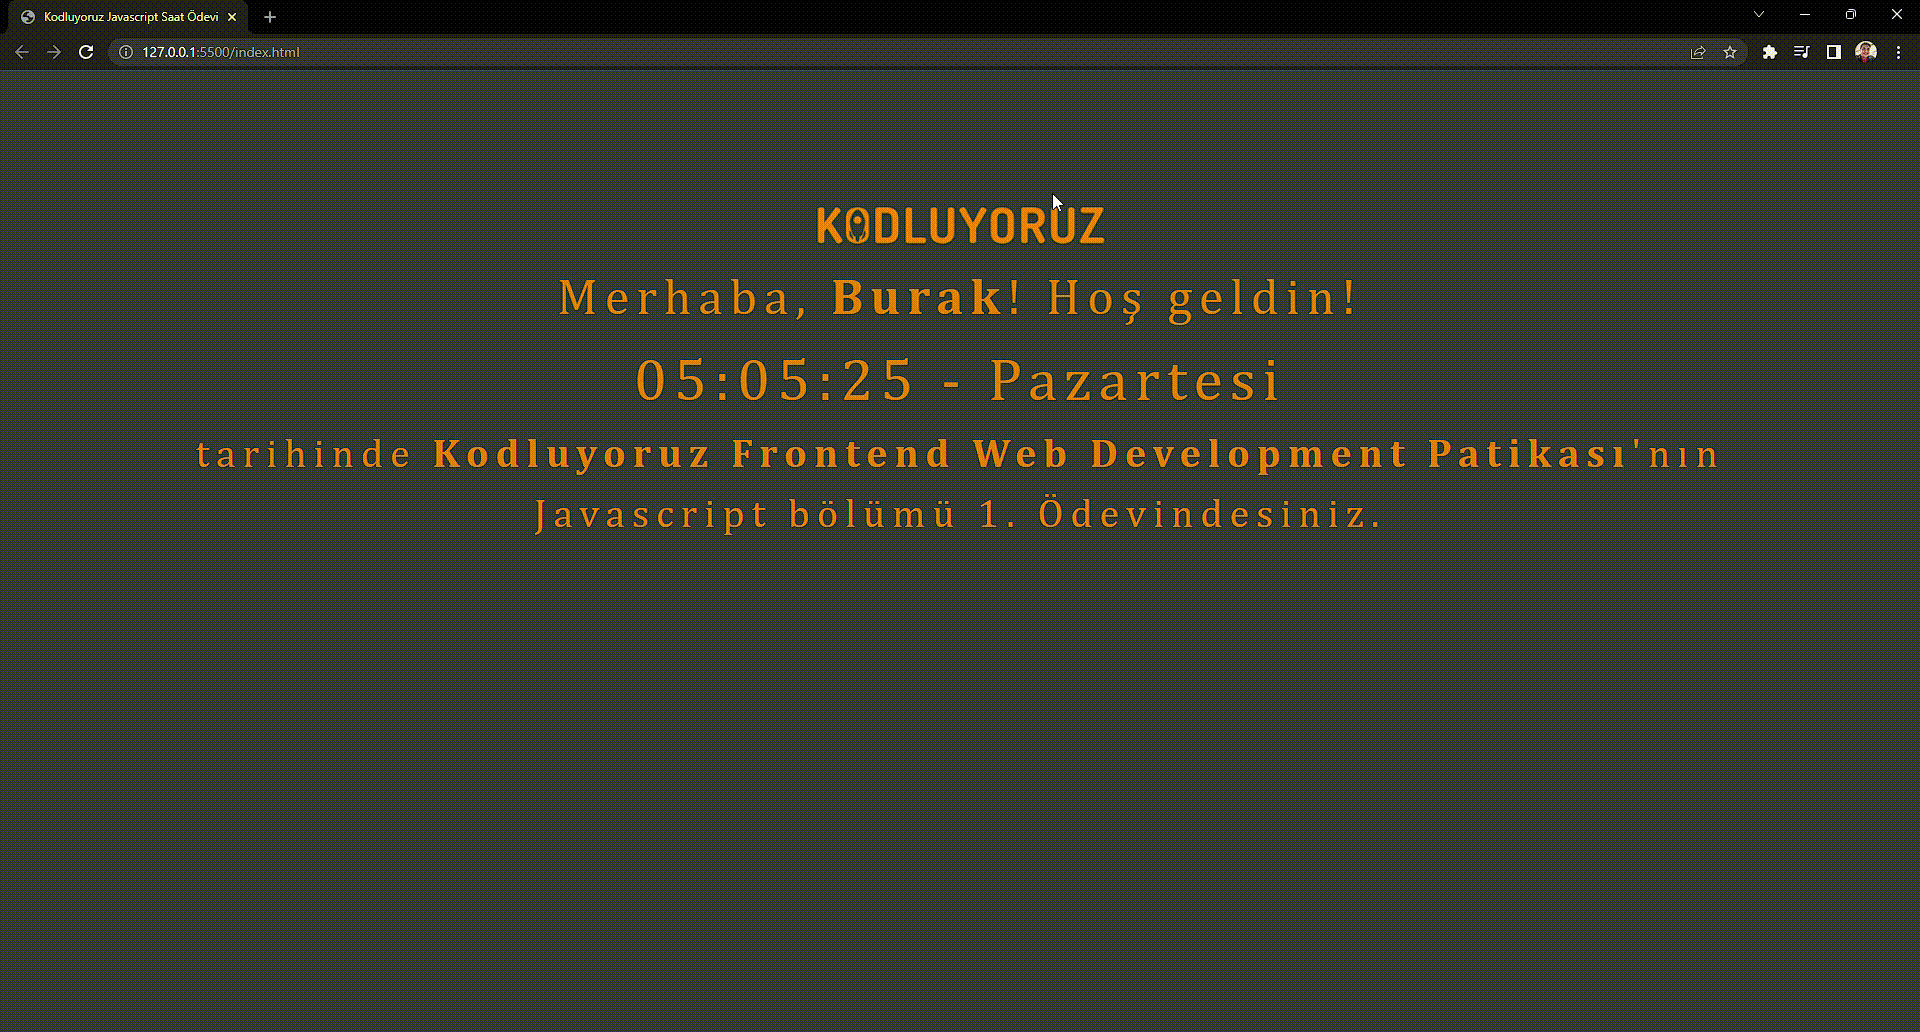 Kodluyoruz Javascript Saat Ödevi
127.0.0.1:5500/index.html
KODLUYORUZ
Merhaba, Burak! Hoş geldin!
05:05:25 - Pazartesi
tarihinde Kodluyoruz Frontend Web Development Patikası'nın
Javascript bölümü 1. Ödevindesiniz.